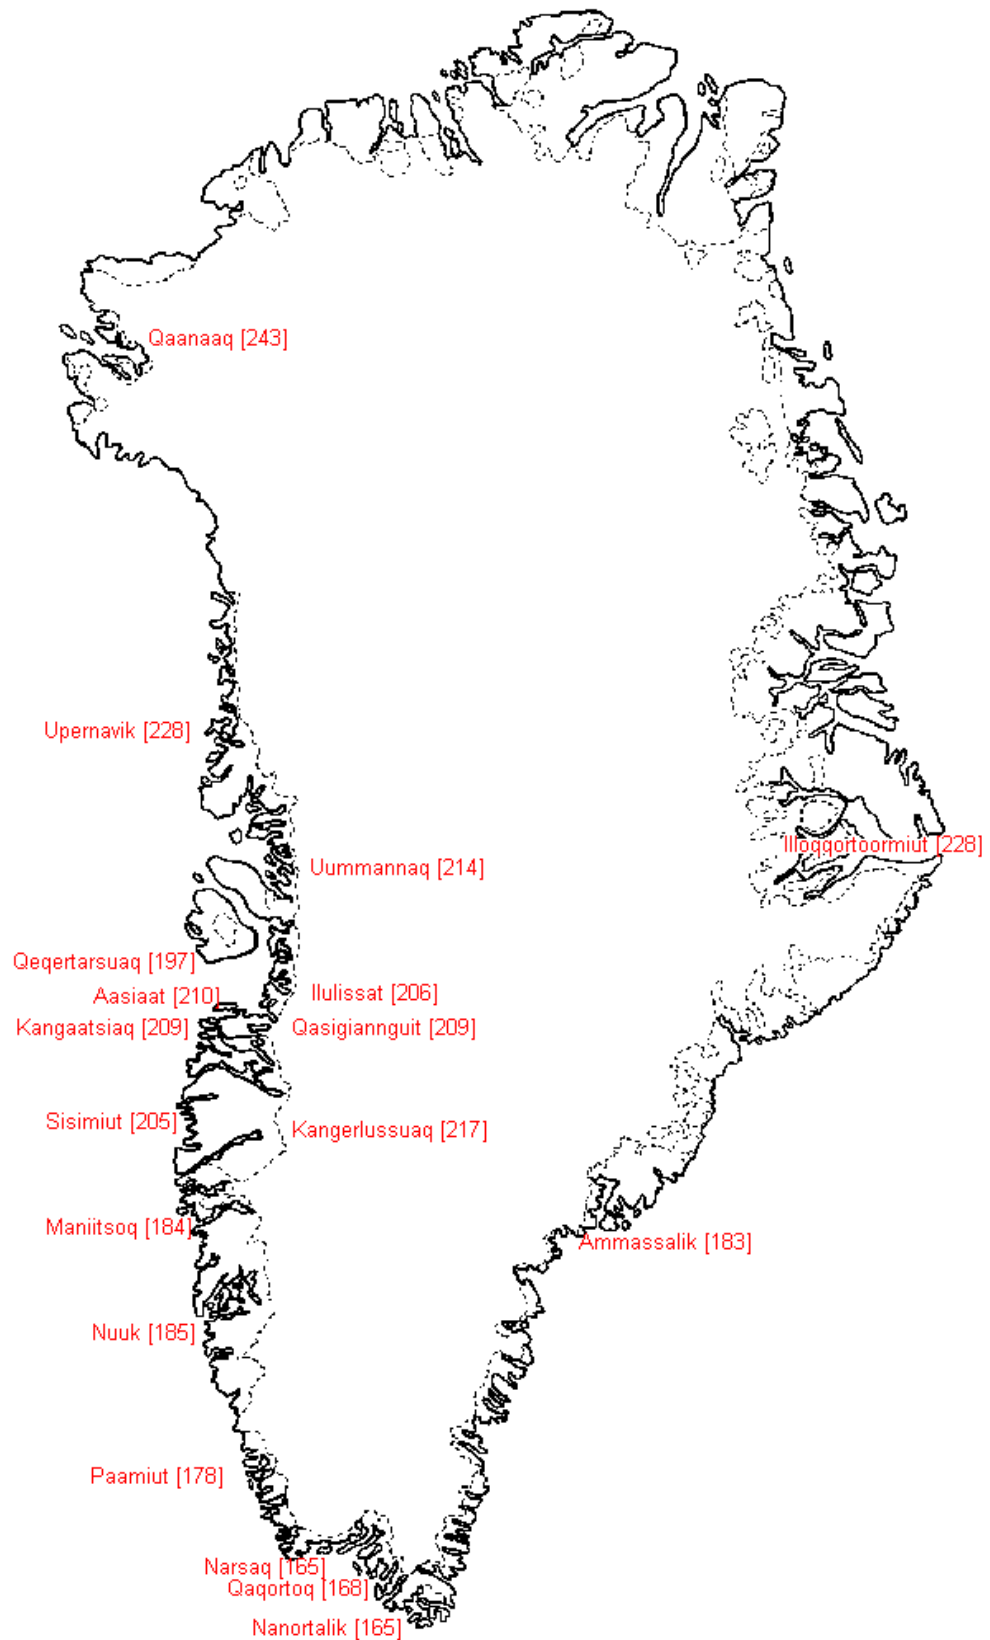 Qaanaaq [243]
Upernavik [228]
Illoqqortoormiut [228]
Uummannaq [214]
Qeqertarsuaq [197]
Aasiaat [210]
Ilulissat [206]
Kangaatsiaq [209]
Qasigiannguit [209]
Sisimiut [205]
Kangerlussuaq [217]
Maniitsoq [184]
Ammassalik [183]
Nuuk [185]
Paamiut [178]
Narsaq [165]
Qaqortoq [168]
Nanortalik [165]